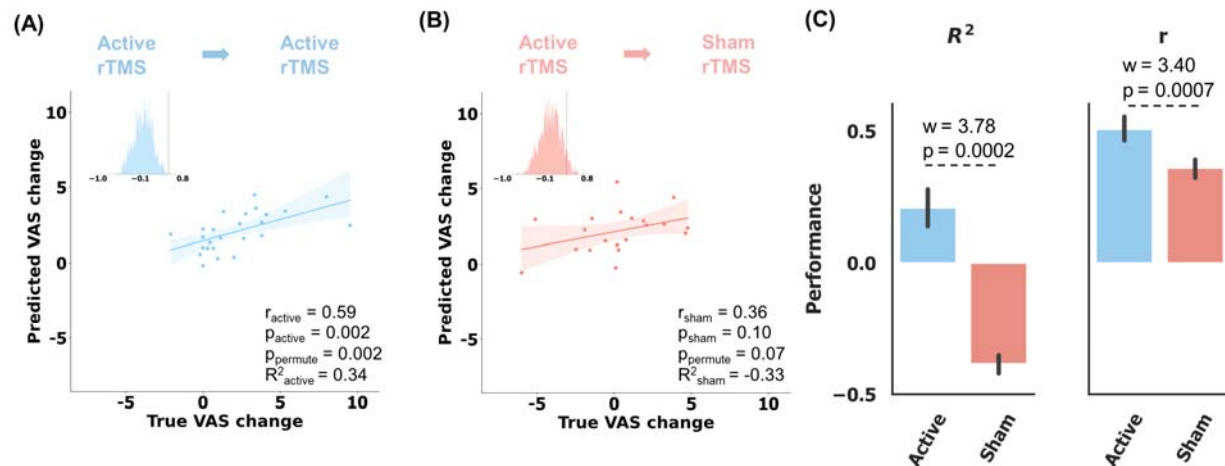 (A)
Active
rTMS
Active
rTMS
10
5
0
-5
Predicted VAS change
-1.0
-0.1
0.8
r_active = 0.59
p_active = 0.002
p_permute = 0.002
R²_active = 0.34
-5
0
5
10
True VAS change
(B)
Active
rTMS
Sham
rTMS
10
5
0
-5
Predicted VAS change
-1.0
-0.1
0.8
r_sham = 0.36
p_sham = 0.10
p_permute = 0.07
R²_sham = -0.33
-5
0
5
10
True VAS change
(C)
R²
r
w = 3.78
p = 0.0002
w = 3.40
p = 0.0007
0.5
0.0
−0.5
Performance
Active
Sham
Active
Sham